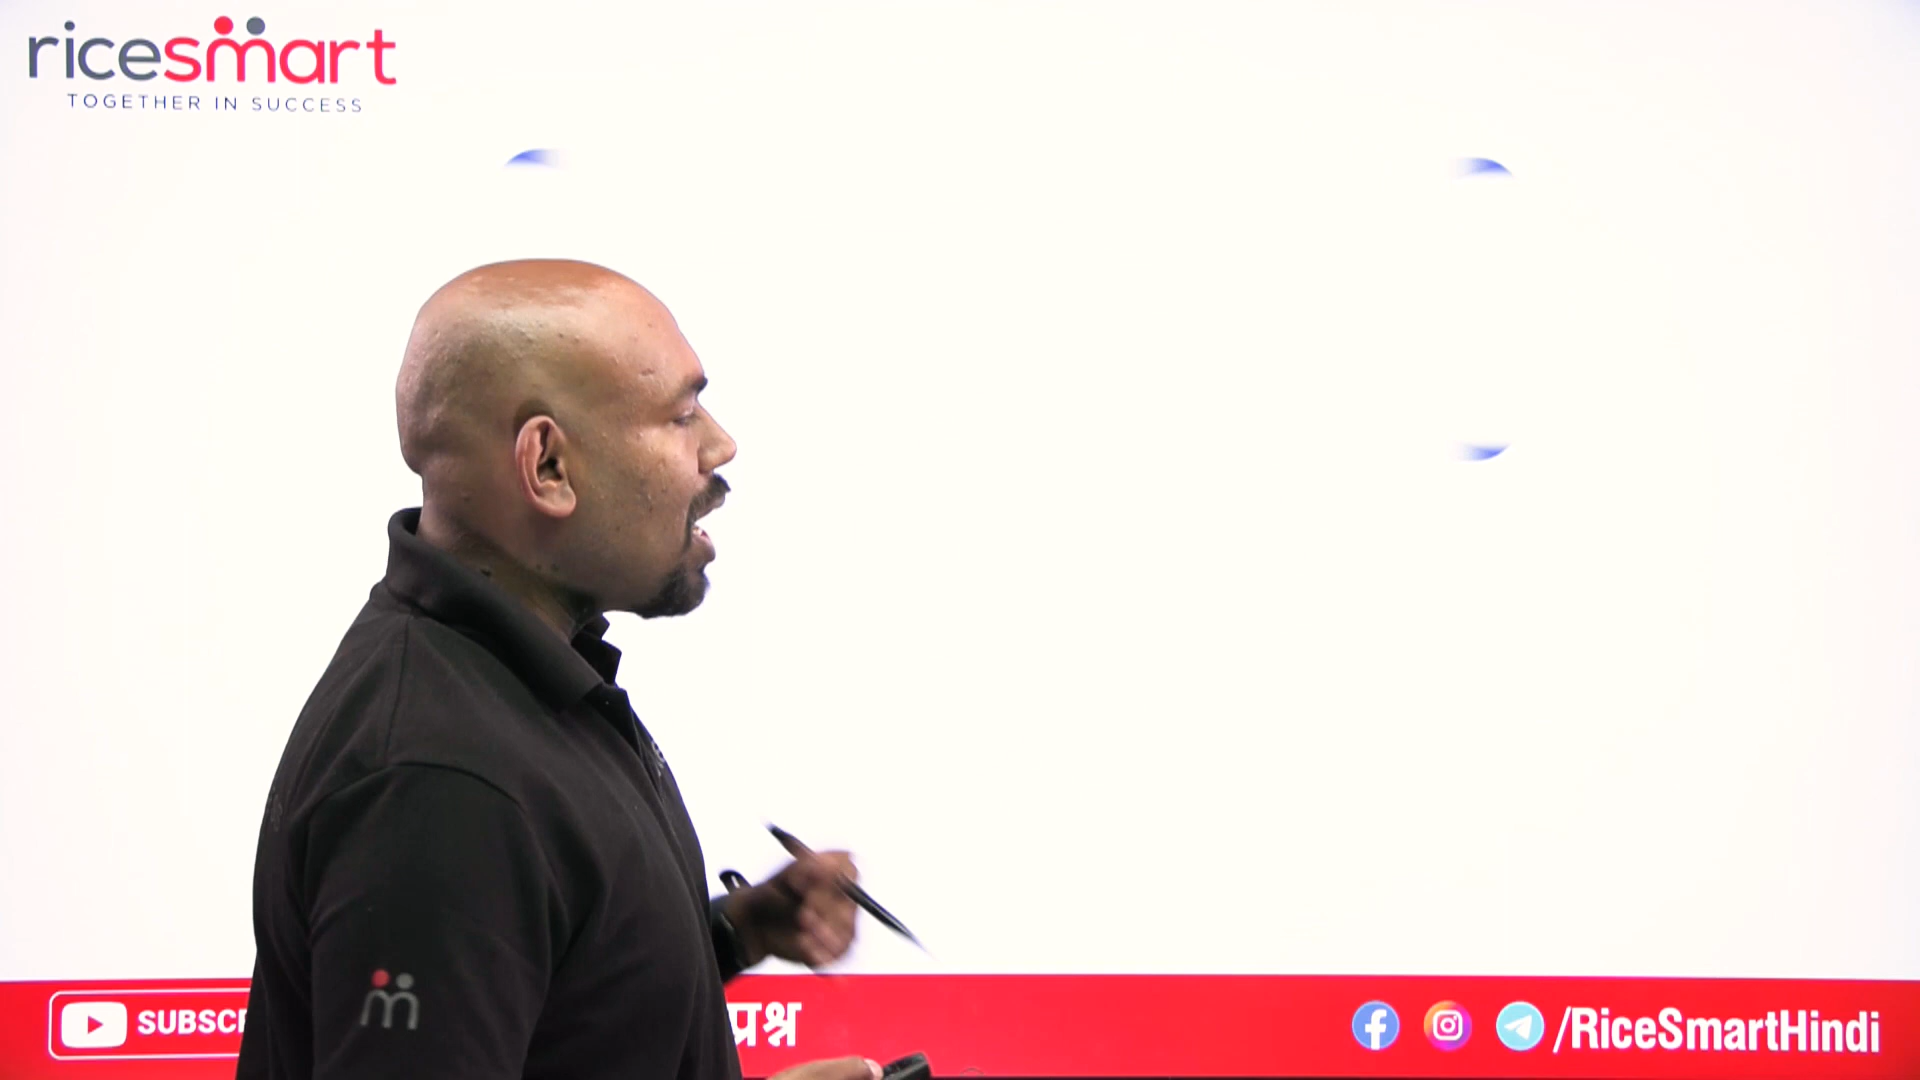 ricesmart
TOGETHER IN SUCCESS
प्रश्न
/RiceSmartHindi